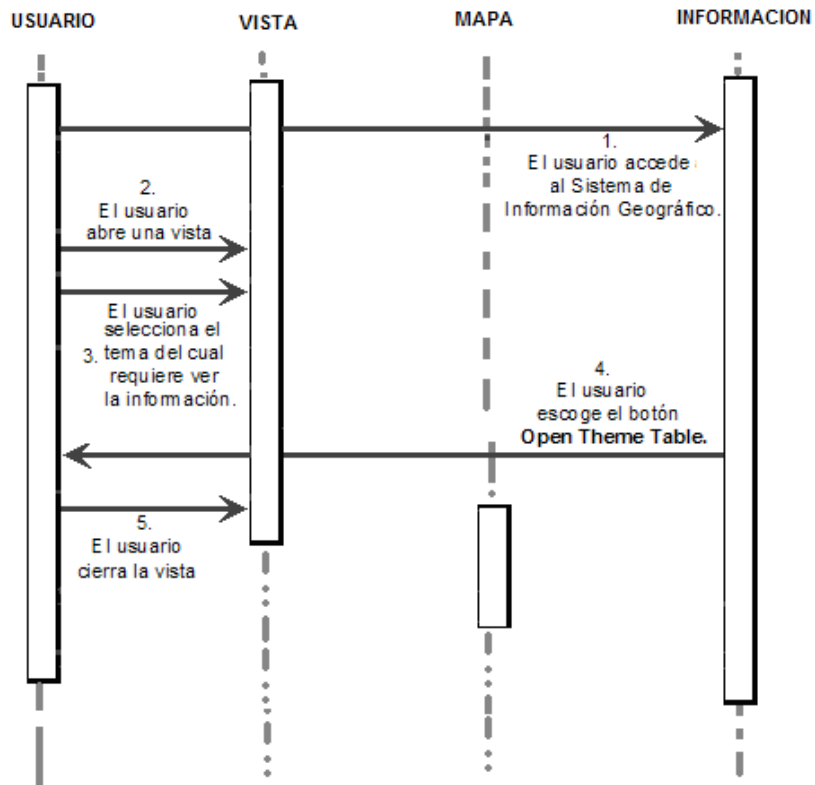 USUARIO
VISTA
MAPA
INFORMACION
1.
El usuario accede
al Sistema de
Información Geográfico.
2.
El usuario
abre una vista
El usuario
selecciona el
3. tema del cual
requiere ver
la información.
4.
El usuario
escoge el botón
Open Theme Table.
5.
El usuario
cierra la vista